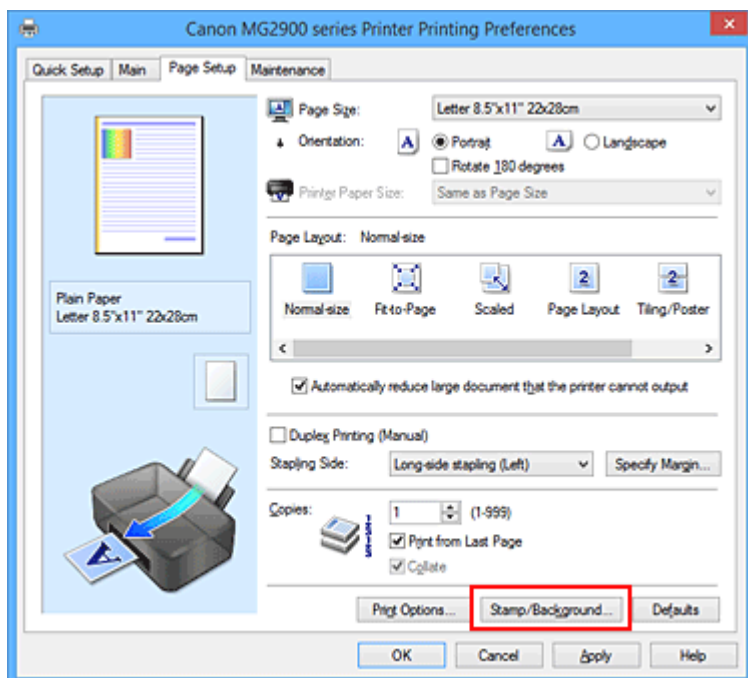 Canon MG2900 series Printer Printing Preferences
Quick Setup Main Page Setup Maintenance
Page Size: Letter 8.5"x11" 22x28cm
Orientation: A Portrait A Landscape
Rotate 180 degrees
Printer Paper Size: Same as Page Size
Page Layout: Normal-size
2 2
Normal-size Fit-to-Page Scaled Page Layout Tiling/Poster
Plain Paper
Letter 8.5"x11" 22x28cm
Automatically reduce large document that the printer cannot output
Duplex Printing (Manual)
Stapling Side: Long-side stapling (Left) Specify Margin...
Copies: 1 (1-999)
Print from Last Page
Collate
A
Print Options... Stamp/Background... Defaults
OK Cancel Apply Help